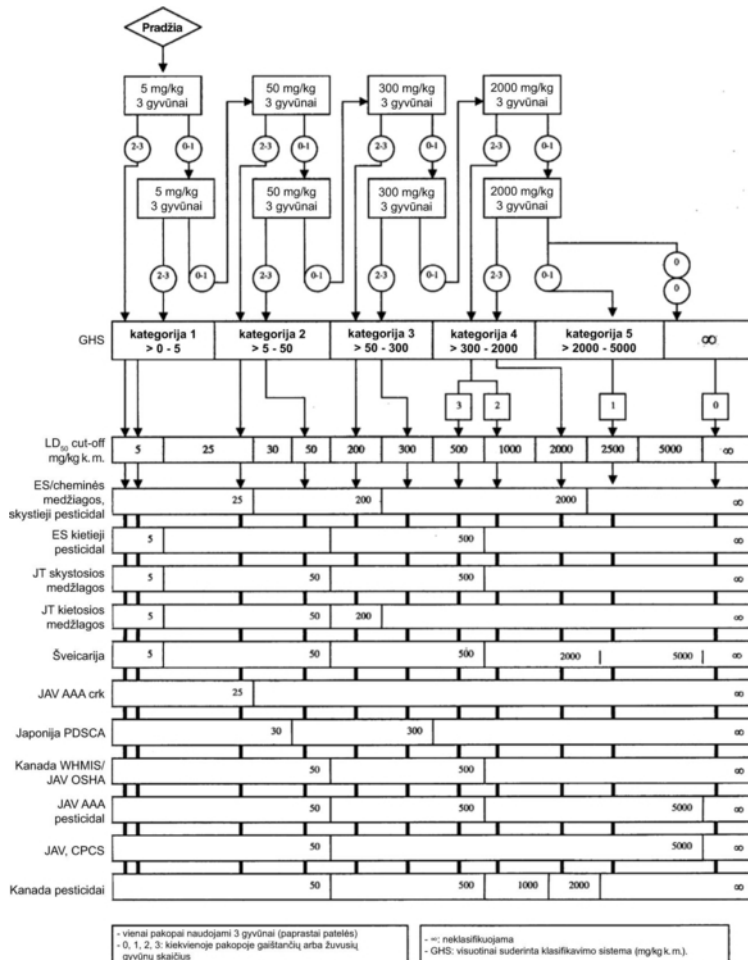 Pradžia
5 mg/kg
3 gyvūnai
50 mg/kg
3 gyvūnai
300 mg/kg
3 gyvūnai
2000 mg/kg
3 gyvūnai
2-3
0-1
2-3
0-1
2-3
0-1
2-3
0-1
5 mg/kg
3 gyvūnai
50 mg/kg
3 gyvūnai
300 mg/kg
3 gyvūnai
2000 mg/kg
3 gyvūnai
2-3
0-1
2-3
0-1
2-3
0-1
2-3
0-1
0
0
GHS
kategorija 1
> 0 - 5
kategorija 2
> 5 - 50
kategorija 3
> 50 - 300
kategorija 4
> 300 - 2000
kategorija 5
> 2000 - 5000
∞
3
2
1
0
LD50 cut-off
mg/kg k. m.
5
25
30
50
200
300
500
1000
2000
2500
5000
∞
ES/cheminės
medžiagos,
skystieji pesticidal
25
200
2000
∞
ES kietieji
pesticidal
5
500
∞
JT skystosios
medžlagos
5
50
500
∞
JT kietosios
medžlagos
5
50
200
∞
Šveicarija
5
50
500
2000
5000
∞
JAV AAA crk
25
∞
Japonija PDSCA
30
300
∞
Kanada WHMIS/
JAV OSHA
50
500
∞
JAV AAA
pesticidal
50
500
5000
∞
JAV, CPCS
50
5000
∞
Kanada pesticidai
50
500
1000
2000
∞
- vienai pakopai naudojami 3 gyvūnai (paprastai patelės)
- 0, 1, 2, 3: kiekvienoje pakopoje gaištančių arba žuvusių
gyvūnų skaičius
- ∞: neklasifikuojama
- GHS: visuotinai suderinta klasifikavimo sistema (mg/kg k. m.).